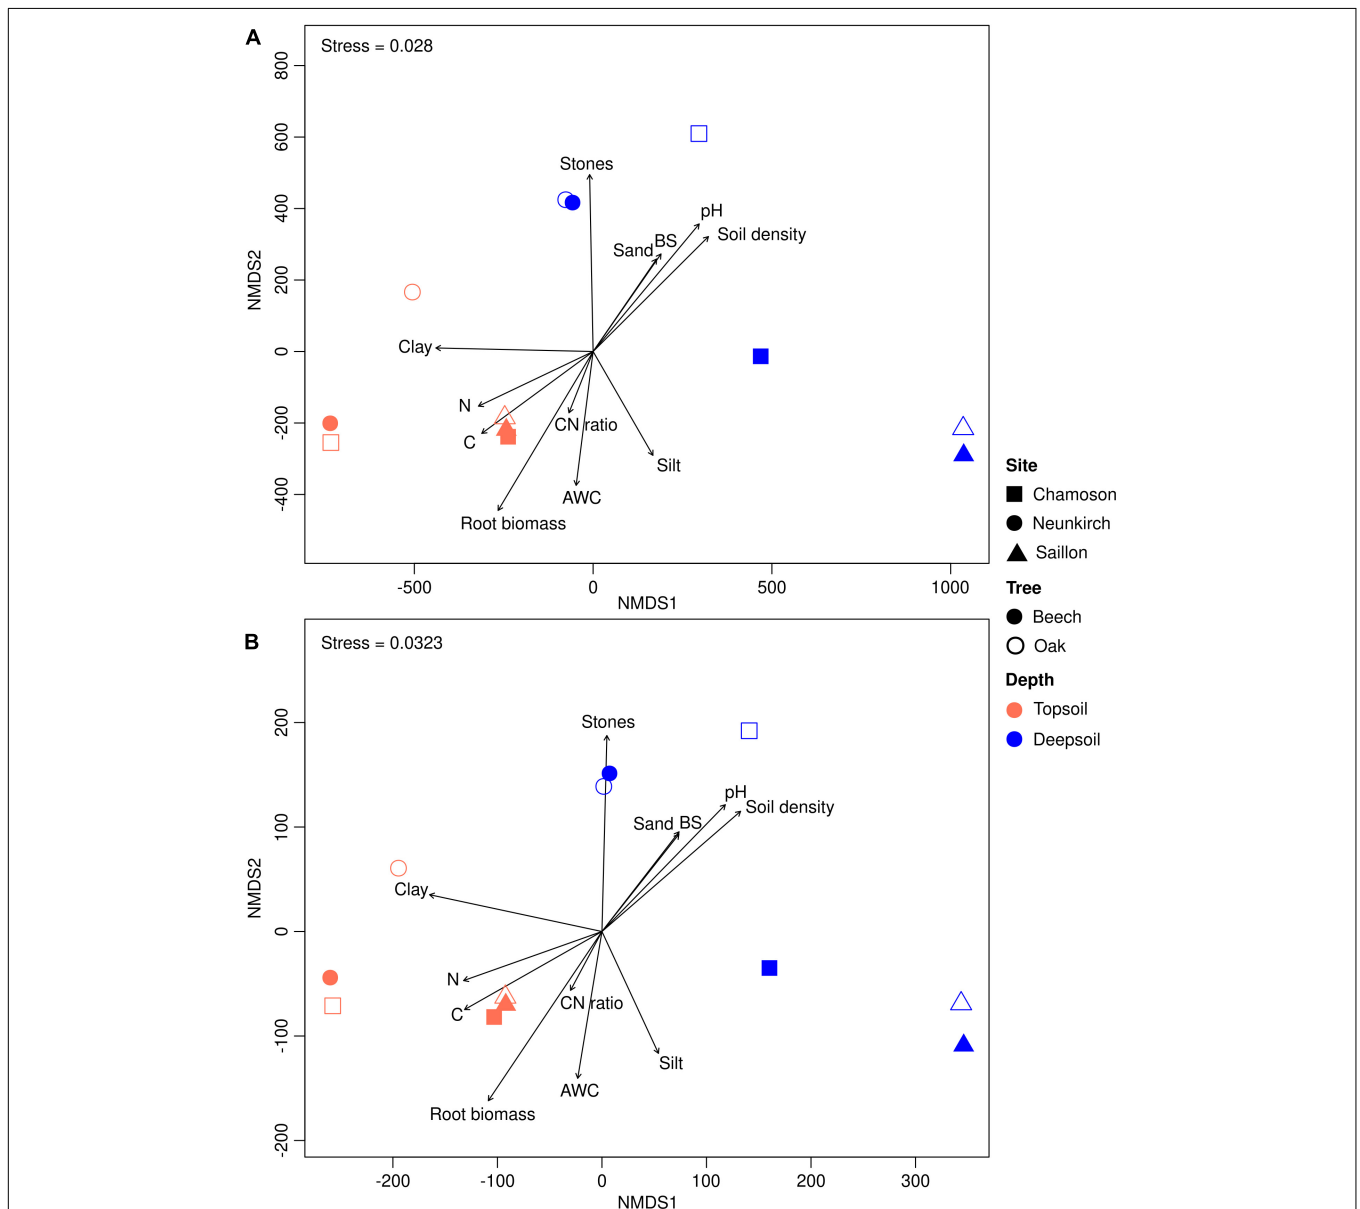 A
Stress = 0.028
800
600
400
200
0
-200
-400
NMDS2
Stones
pH
Soil density
Sand
BS
Clay
N
C
CN ratio
Silt
AWC
Root biomass
-500
0
500
1000
NMDS1
Site
Chamoson
Neunkirch
Saillon
Tree
Beech
Oak
Depth
Topsoil
Deepsoil
B
Stress = 0.0323
200
100
0
-100
-200
NMDS2
Stones
pH
Soil density
Sand BS
Clay
N
C
CN ratio
Silt
AWC
Root biomass
-200
-100
0
100
200
300
NMDS1